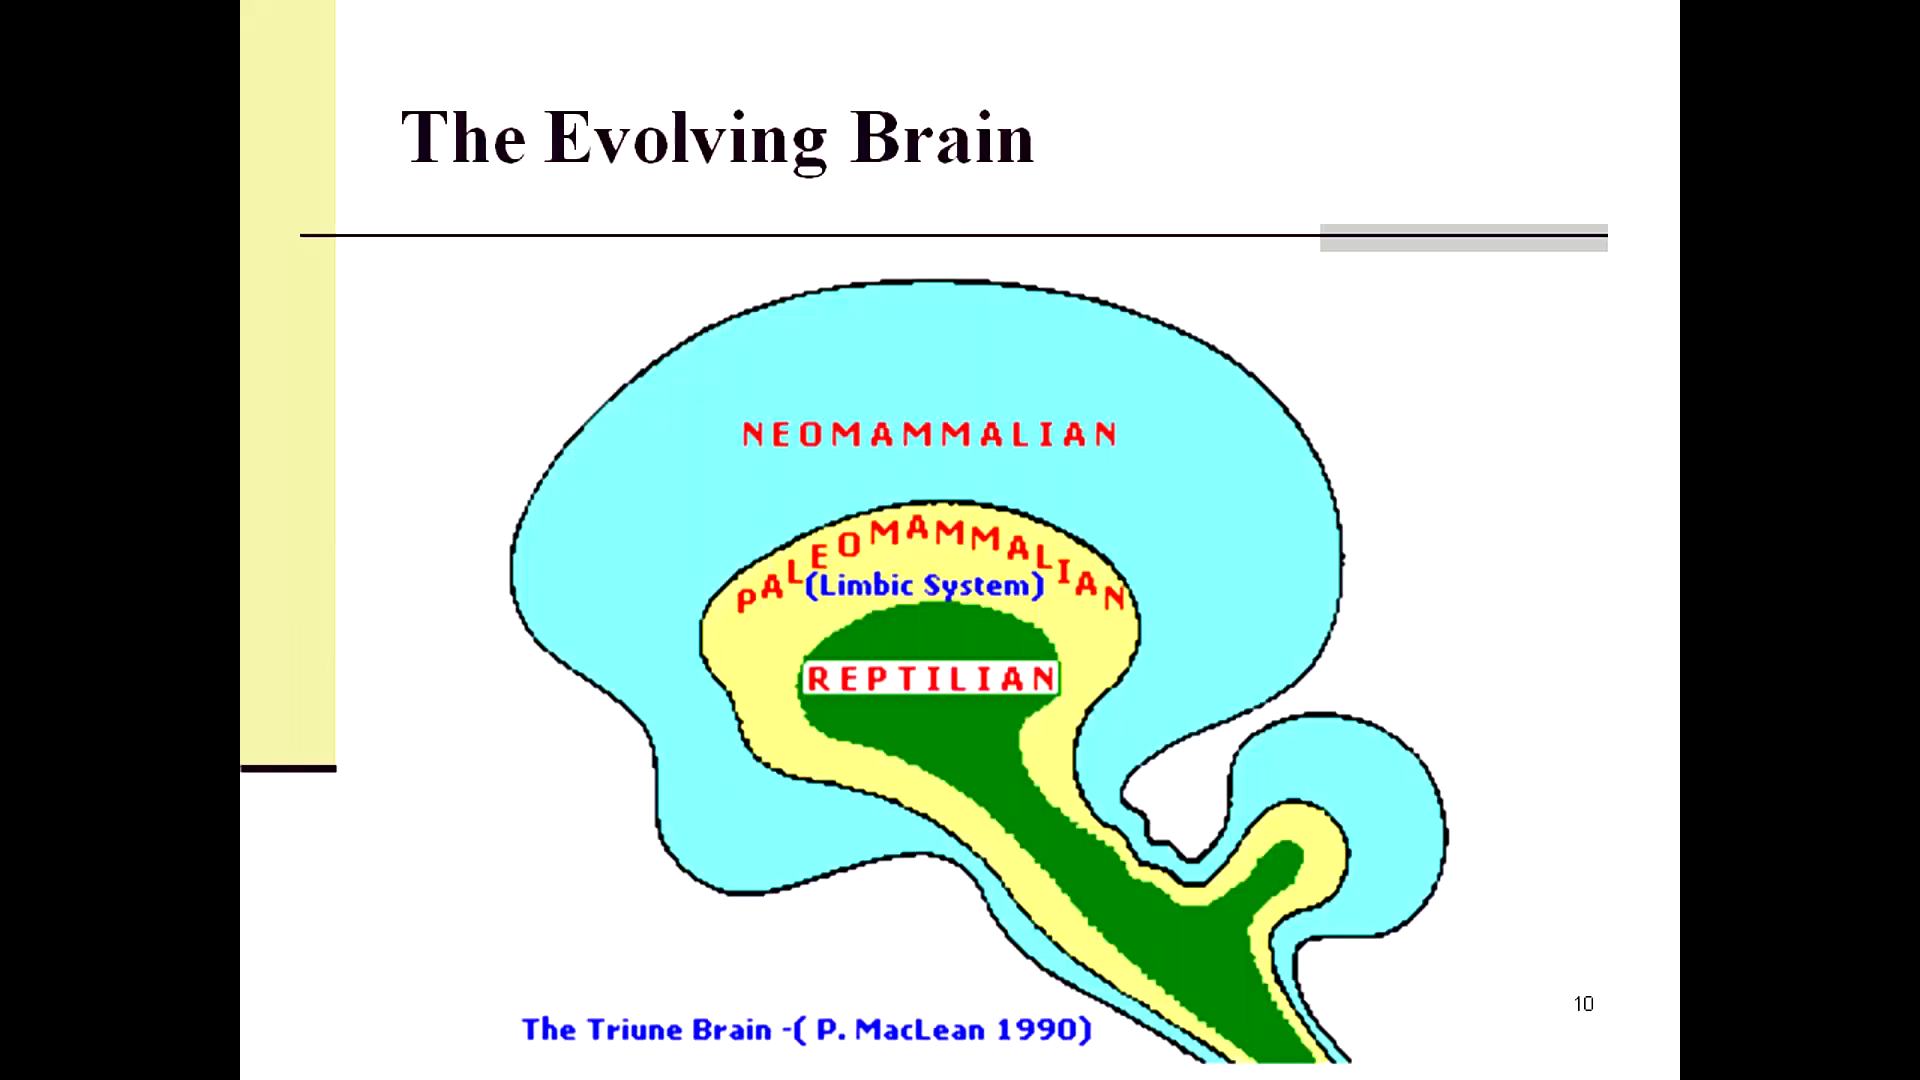 The Evolving Brain
NEOMAMMALIAN
PALEOMAMMALIAN
(Limbic System)
REPTILIAN
10
The Triune Brain -( P. MacLean 1990)